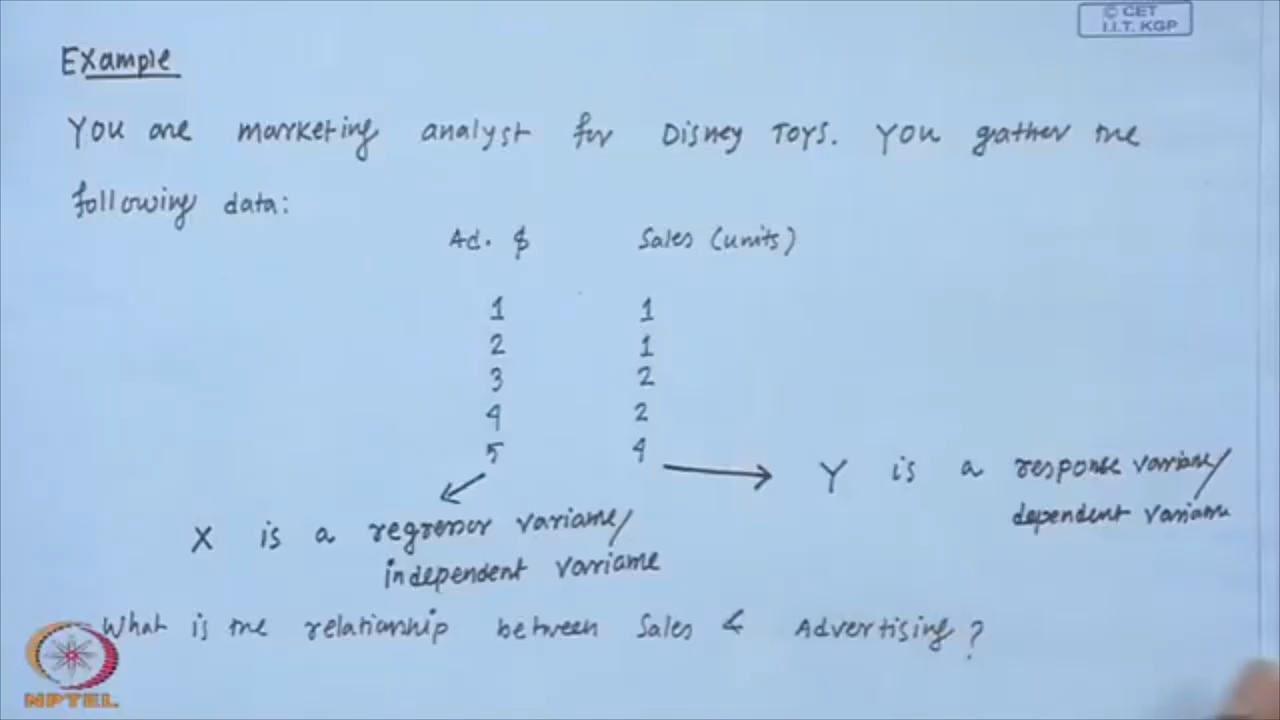 © CET
I.I.T. KGP
Example
You are marketing analyst for Disney Toys. You gather the
following data:
Ad. $ Sales (units)
1 1
2 1
3 2
4 2
5 4
Y is a response variable/
dependent variable
X is a regressor variable/
independent variable
What is the relationship between Sales & Advertising?
NPTEL